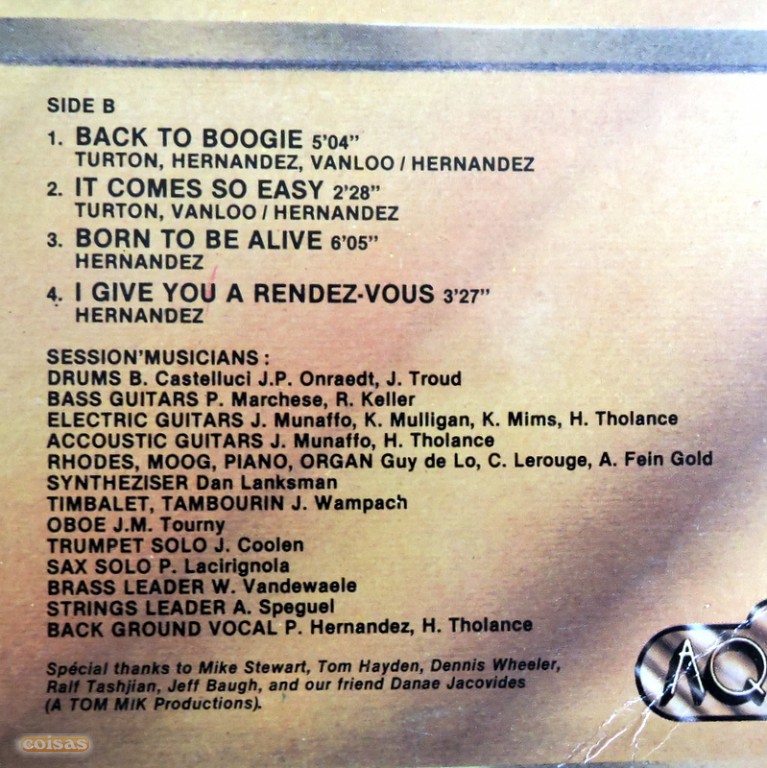 SIDE B
1. BACK TO BOOGIE 5'04"
TURTON, HERNANDEZ, VANLOO / HERNANDEZ
2. IT COMES SO EASY 2'28"
TURTON, VANLOO / HERNANDEZ
3. BORN TO BE ALIVE 6'05"
HERNANDEZ
4. I GIVE YOU A RENDEZ-VOUS 3'27"
HERNANDEZ
SESSION'MUSICIANS :
DRUMS B. Castelluci J.P. Onraedt, J. Troud
BASS GUITARS P. Marchese, R. Keller
ELECTRIC GUITARS J. Munaffo, K. Mulligan, K. Mims, H. Tholance
ACCOUSTIC GUITARS J. Munaffo, H. Tholance
RHODES, MOOG, PIANO, ORGAN Guy de Lo, C. Lerouge, A. Fein Gold
SYNTHEZISER Dan Lanksman
TIMBALET, TAMBOURIN J. Wampach
OBOE J.M. Tourny
TRUMPET SOLO J. Coolen
SAX SOLO P. Lacirignola
BRASS LEADER W. Vandewaele
STRINGS LEADER A. Speguel
BACK GROUND VOCAL P. Hernandez, H. Tholance
Spécial thanks to Mike Stewart, Tom Hayden, Dennis Wheeler,
Ralf Tashjian, Jeff Baugh, and our friend Danae Jacovides
(A TOM MIK Productions).
AQ
coisas